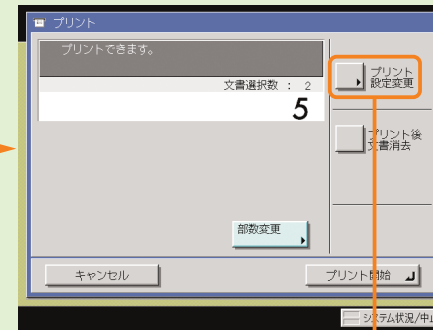 プリント
プリントできます。
文書選択数 : 2
5
プリント
設定変更
プリント後
文書消去
部数変更
キャンセル
プリント開始
システム状況/中止